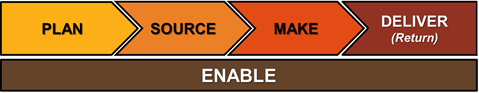 PLAN
SOURCE
MAKE
DELIVER
(Return)
ENABLE